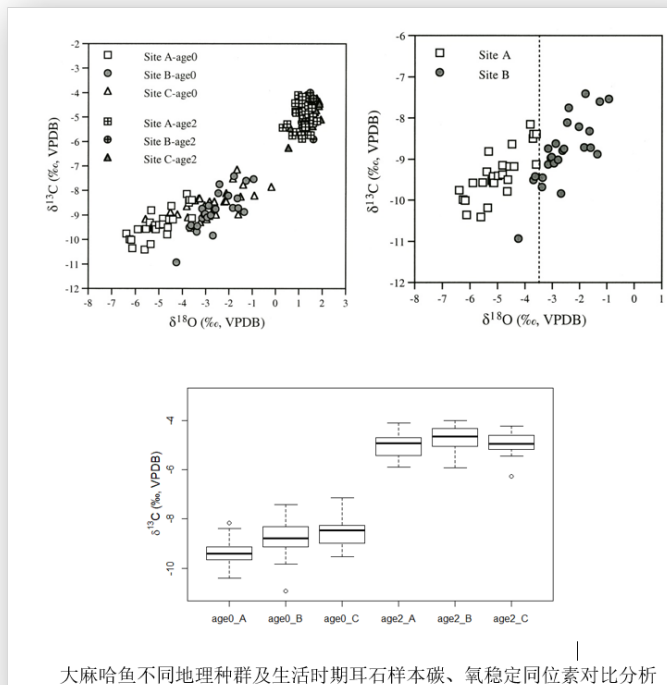 -2
-3
-4
-5
-6
-7
-8
-9
-10
-11
-12
δ13C (‰, VPDB)
Site A-age0
Site B-age0
Site C-age0
Site A-age2
Site B-age2
Site C-age2
-8 -7 -6 -5 -4 -3 -2 -1 0 1 2 3
δ18O (‰, VPDB)
-6
-7
-8
-9
-10
-11
-12
δ13C (‰, VPDB)
Site A
Site B
-8 -7 -6 -5 -4 -3 -2 -1 0 1
δ18O (‰, VPDB)
-4
-6
-8
-10
δ13C (‰, VPDB)
age0_A age0_B age0_C age2_A age2_B age2_C
大麻哈鱼不同地理种群及生活时期耳石样本碳、氧稳定同位素对比分析